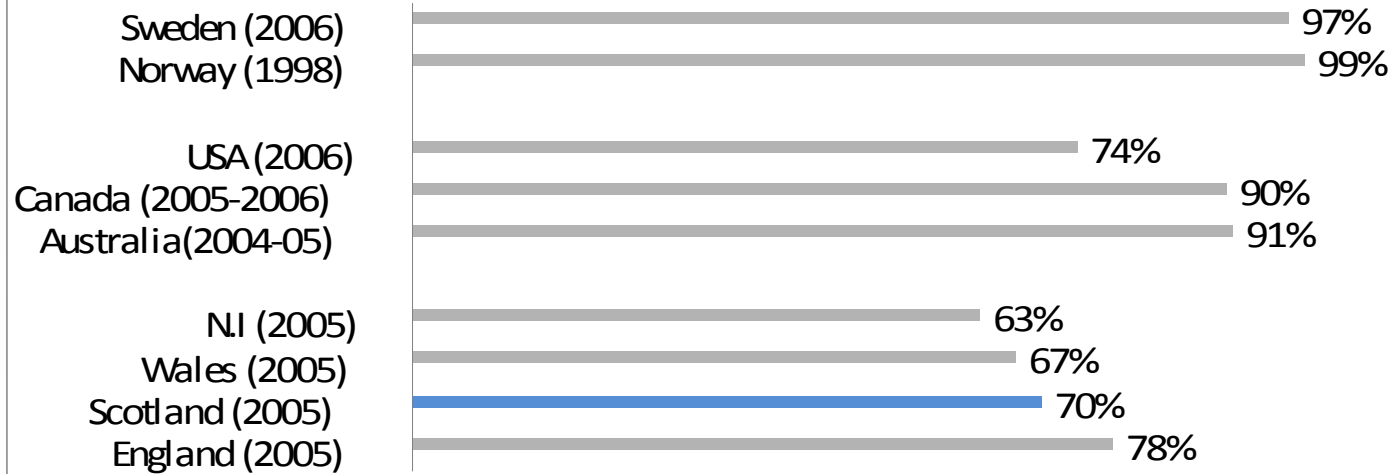 Sweden (2006) 97%
Norway (1998) 99%
USA (2006) 74%
Canada (2005-2006) 90%
Australia(2004-05) 91%
N.I (2005) 63%
Wales (2005) 67%
Scotland (2005) 70%
England (2005) 78%